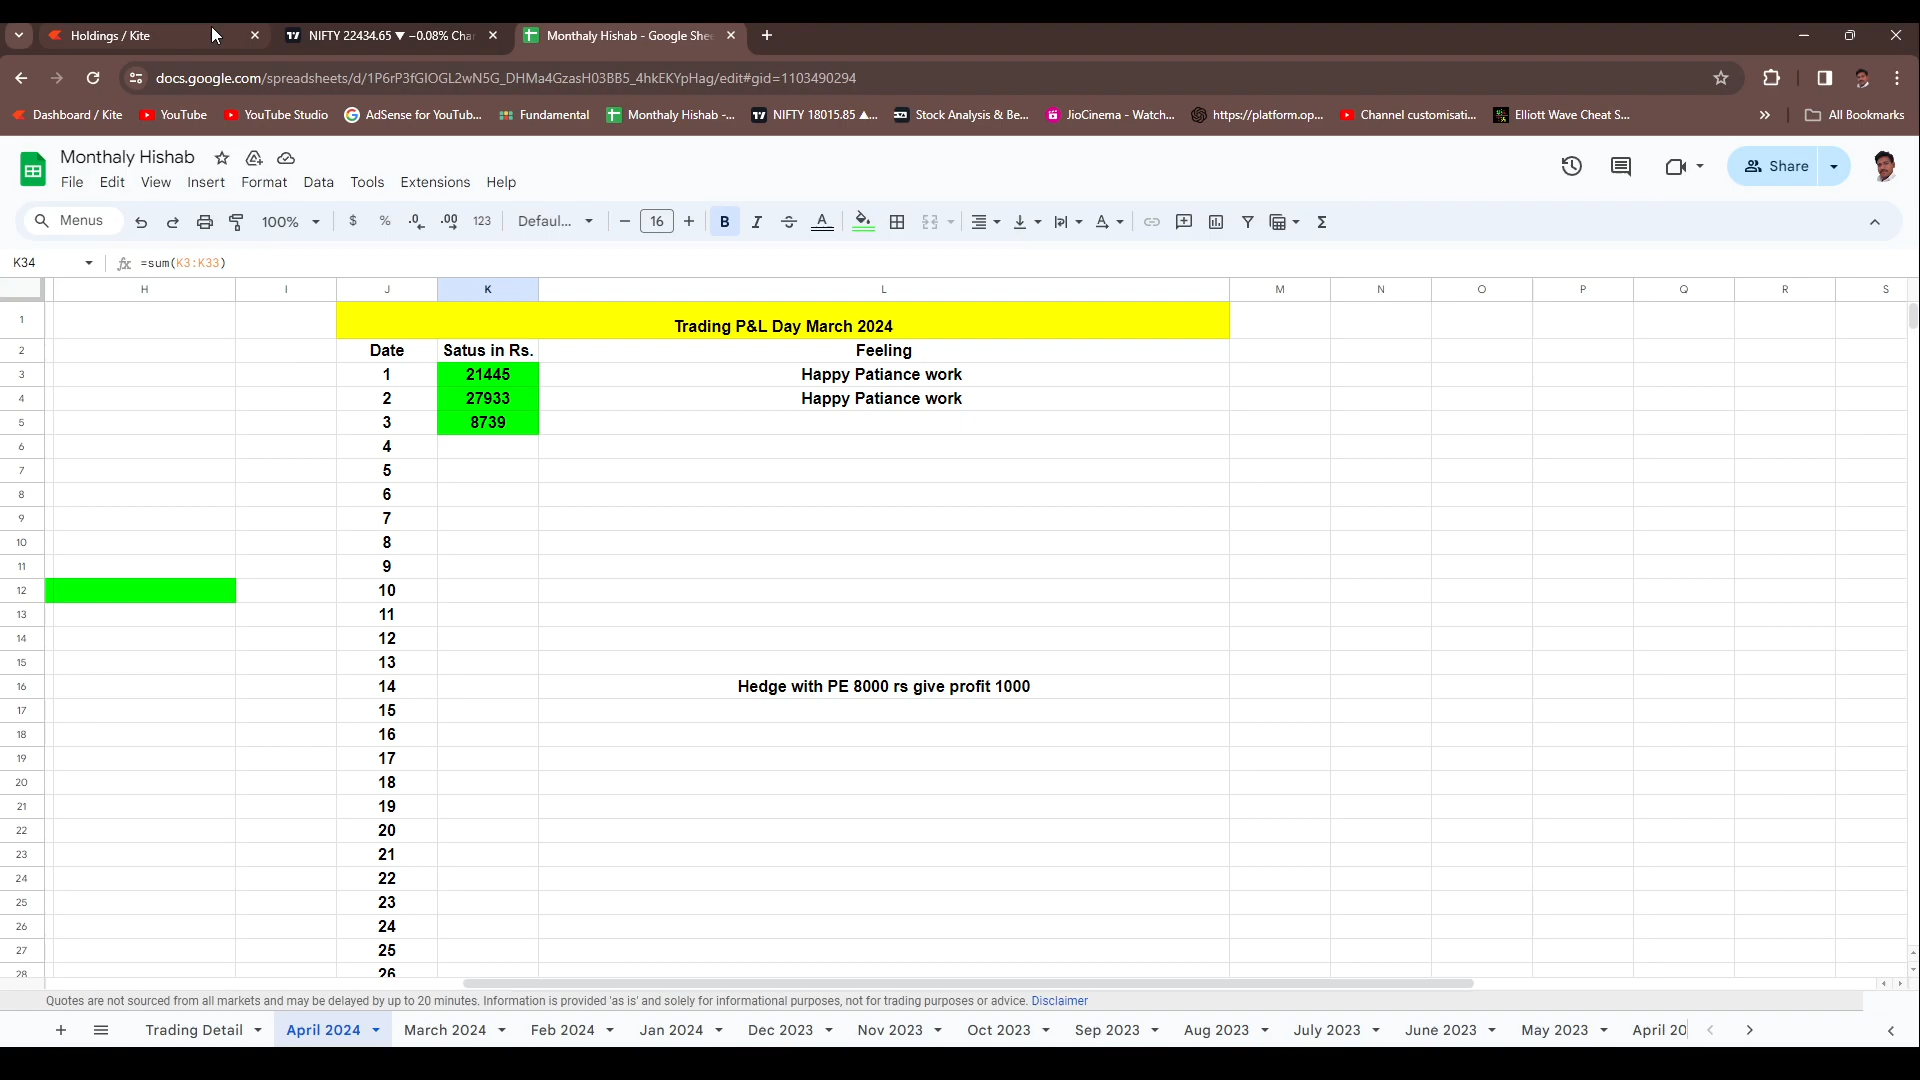 Holdings / Kite
NIFTY 22434.65 ▼ −0.08% Cha
Monthaly Hishab - Google She
docs.google.com/spreadsheets/d/1P6rP3fGIOGL2wN5G_DHMa4GzasH03BB5_4hkEKYpHag/edit#gid=1103490294
Dashboard / Kite
YouTube
YouTube Studio
AdSense for YouTub...
Fundamental
Monthaly Hishab -...
NIFTY 18015.85 ▲...
Stock Analysis & Be...
JioCinema - Watch...
https://platform.op...
Channel customisati...
Elliott Wave Cheat S...
»
All Bookmarks
Monthaly Hishab
File Edit View Insert Format Data Tools Extensions Help
Share
Menus 100% $ % .0 .00 123 Defaul... − 16 + B I A Σ
K34 fx =sum(K3:K33)
H I J K L M N O P Q R S
1 Trading P&L Day March 2024
2 Date Satus in Rs. Feeling
3 1 21445 Happy Patiance work
4 2 27933 Happy Patiance work
5 3 8739
6 4
7 5
8 6
9 7
10 8
11 9
12 10
13 11
14 12
15 13
16 14 Hedge with PE 8000 rs give profit 1000
17 15
18 16
19 17
20 18
21 19
22 20
23 21
24 22
25 23
26 24
27 25
28 26
Quotes are not sourced from all markets and may be delayed by up to 20 minutes. Information is provided 'as is' and solely for informational purposes, not for trading purposes or advice. Disclaimer
+ Trading Detail April 2024 March 2024 Feb 2024 Jan 2024 Dec 2023 Nov 2023 Oct 2023 Sep 2023 Aug 2023 July 2023 June 2023 May 2023 April 20